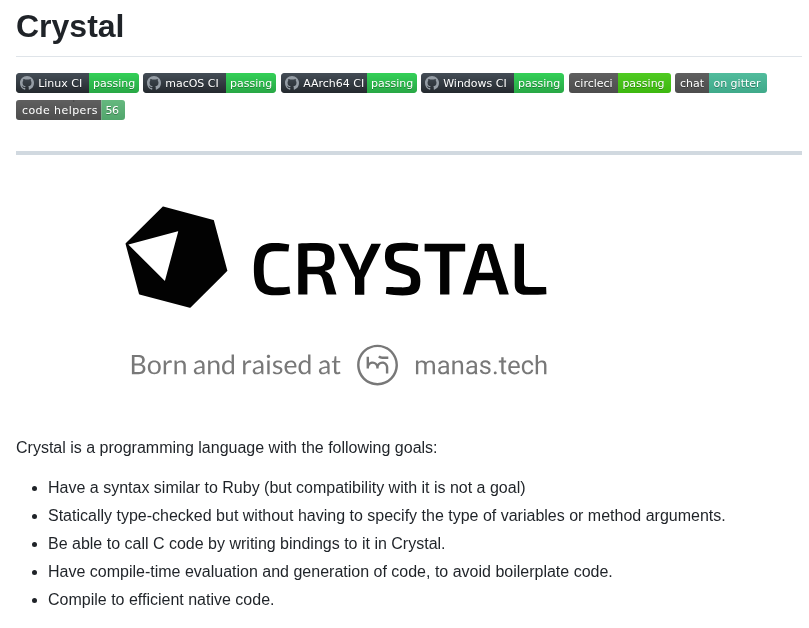 Crystal
Linux CI passing macOS CI passing AArch64 CI passing Windows CI passing circleci passing chat on gitter
code helpers 56
CRYSTAL
Born and raised at manas.tech
Crystal is a programming language with the following goals:
Have a syntax similar to Ruby (but compatibility with it is not a goal)
Statically type-checked but without having to specify the type of variables or method arguments.
Be able to call C code by writing bindings to it in Crystal.
Have compile-time evaluation and generation of code, to avoid boilerplate code.
Compile to efficient native code.